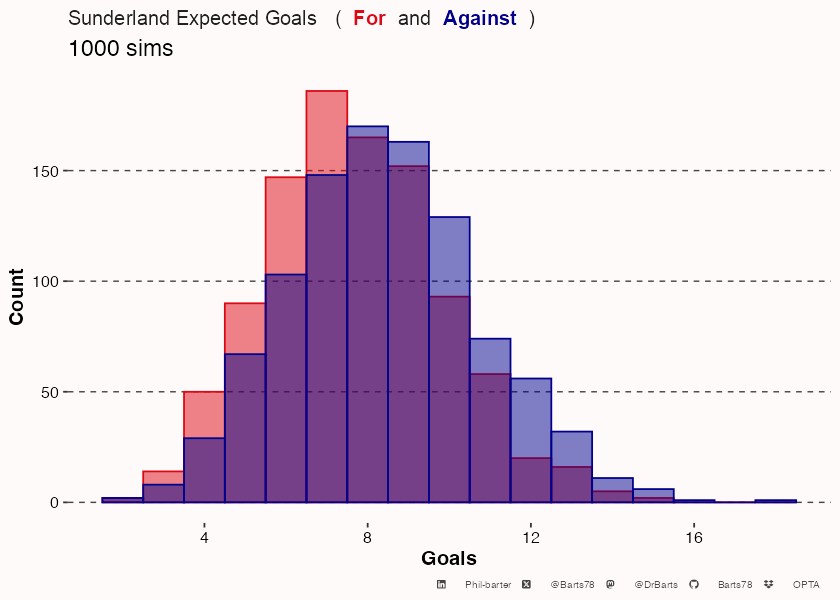 Sunderland Expected Goals ( For and Against )
1000 sims
150
100
50
0
Count
4 8 12 16
Goals
Phil-barter @Barts78 @DrBarts Barts78 OPTA